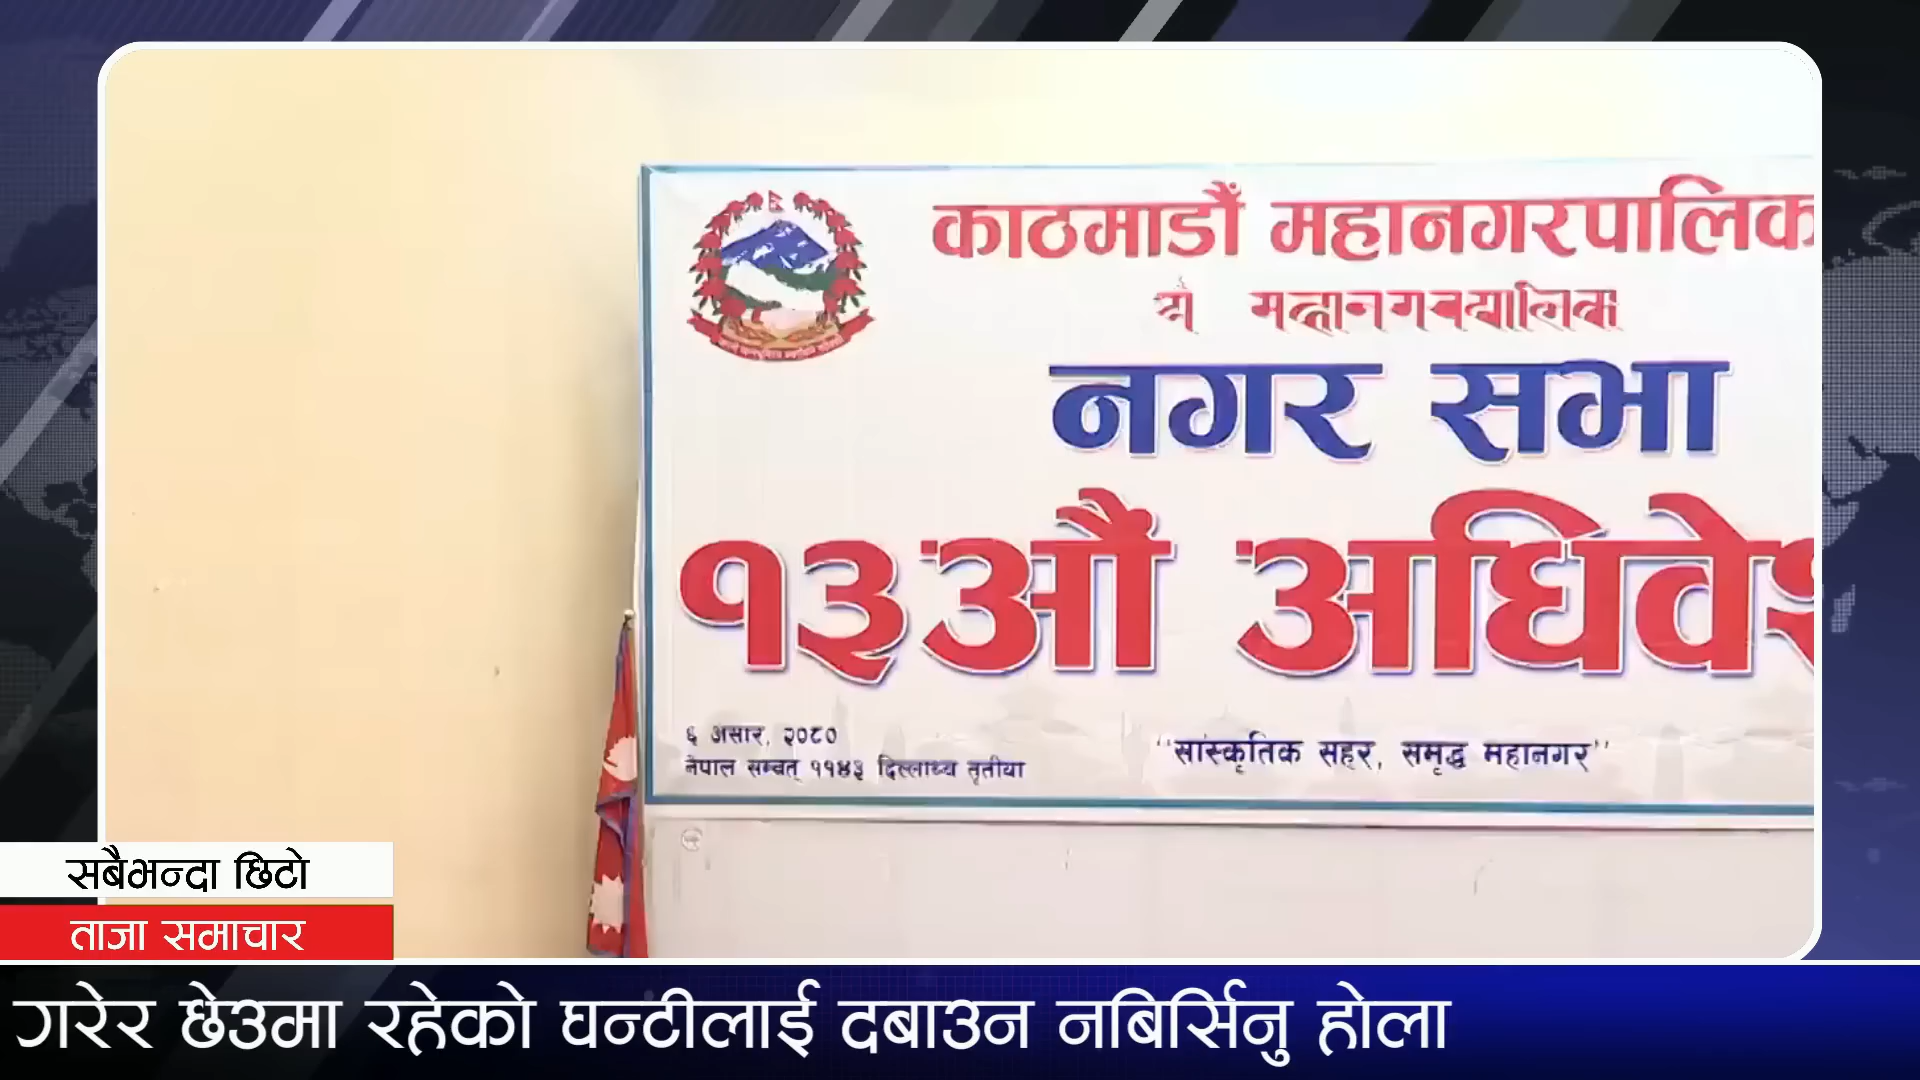 काठमाडौं महानगरपालिक
नगर सभा
१३औं अधिवेश
६ असार, २०८०
नेपाल सम्बत् ११४३ दिल्लाथ्व तृतीया
"सांस्कृतिक सहर, समृद्ध महानगर"
सबैभन्दा छिटो
ताजा समाचार
गरेर छेउमा रहेको घन्टीलाई दबाउन नबिर्सिनु होला